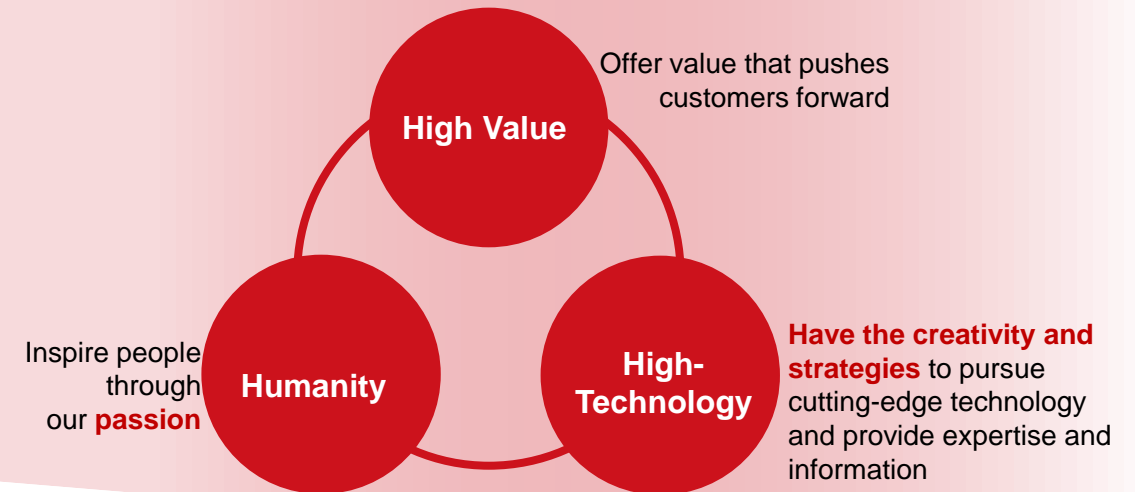 Offer value that pushes
customers forward
High Value
Inspire people
through
our passion
Humanity
High-
Technology
Have the creativity and
strategies to pursue
cutting-edge technology
and provide expertise and
information